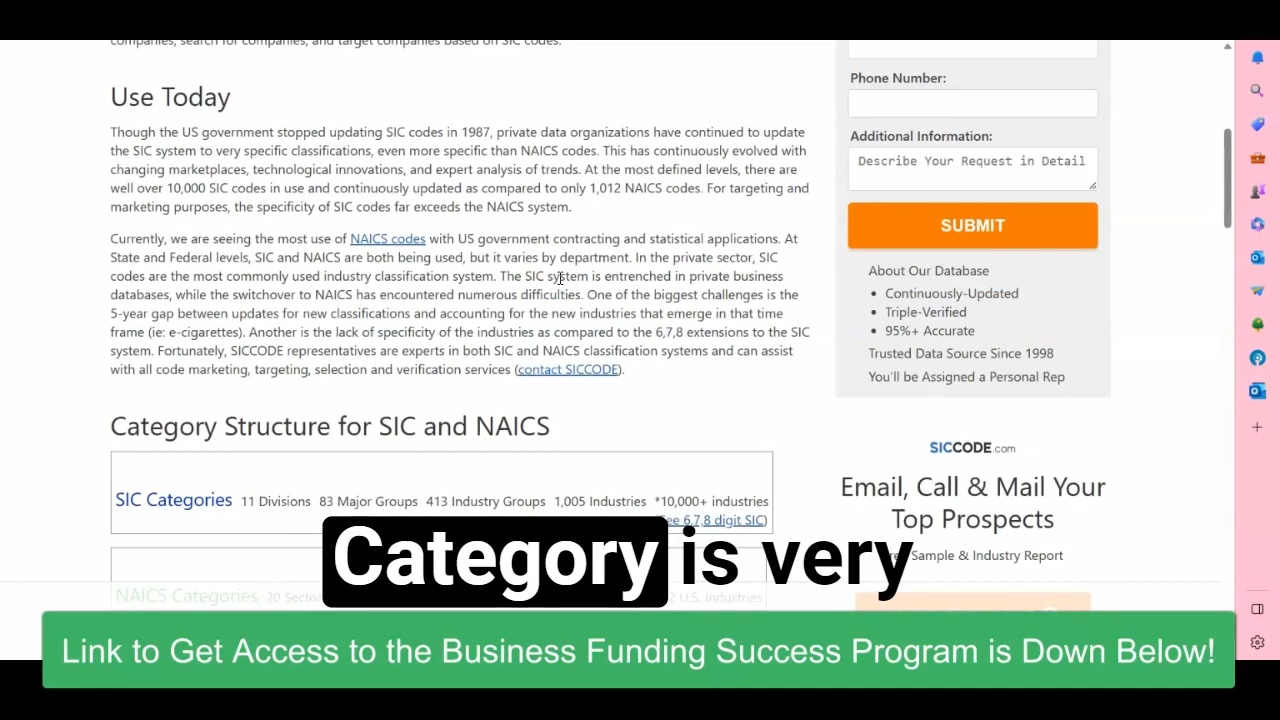 companies, search for companies, and target companies based on SIC codes.
Use Today
Though the US government stopped updating SIC codes in 1987, private data organizations have continued to update
the SIC system to very specific classifications, even more specific than NAICS codes. This has continuously evolved with
changing marketplaces, technological innovations, and expert analysis of trends. At the most defined levels, there are
well over 10,000 SIC codes in use and continuously updated as compared to only 1,012 NAICS codes. For targeting and
marketing purposes, the specificity of SIC codes far exceeds the NAICS system.
Currently, we are seeing the most use of NAICS codes with US government contracting and statistical applications. At
State and Federal levels, SIC and NAICS are both being used, but it varies by department. In the private sector, SIC
codes are the most commonly used industry classification system. The SIC system is entrenched in private business
databases, while the switchover to NAICS has encountered numerous difficulties. One of the biggest challenges is the
5-year gap between updates for new classifications and accounting for the new industries that emerge in that time
frame (ie: e-cigarettes). Another is the lack of specificity of the industries as compared to the 6,7,8 extensions to the SIC
system. Fortunately, SICCODE representatives are experts in both SIC and NAICS classification systems and can assist
with all code marketing, targeting, selection and verification services (contact SICCODE).
Category Structure for SIC and NAICS
SIC Categories 11 Divisions 83 Major Groups 413 Industry Groups 1,005 Industries *10,000+ industries
6,7,8 digit SIC)
NAICS Categories 20
U.S. Industries
Phone Number:
Additional Information:
Describe Your Request in Detail
SUBMIT
About Our Database
• Continuously-Updated
• Triple-Verified
• 95%+ Accurate
Trusted Data Source Since 1998
You'll be Assigned a Personal Rep
SICCODE.com
Email, Call & Mail Your
Top Prospects
Sample & Industry Report
Category is very
Link to Get Access to the Business Funding Success Program is Down Below!